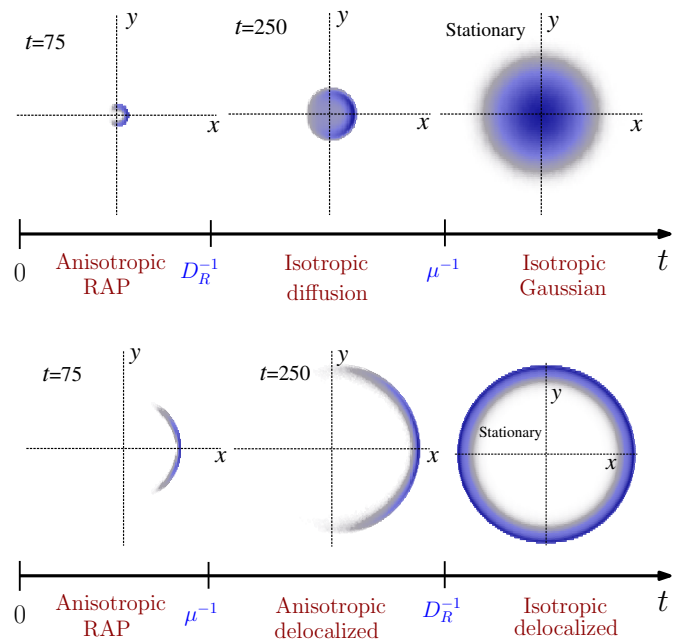 t=75
y
x
t=250
y
x
Stationary
y
x
0
Anisotropic
RAP
D_R^{-1}
Isotropic
diffusion
μ^{-1}
Isotropic
Gaussian
t
t=75
y
x
t=250
y
x
Stationary
y
x
0
Anisotropic
RAP
μ^{-1}
Anisotropic
delocalized
D_R^{-1}
Isotropic
delocalized
t